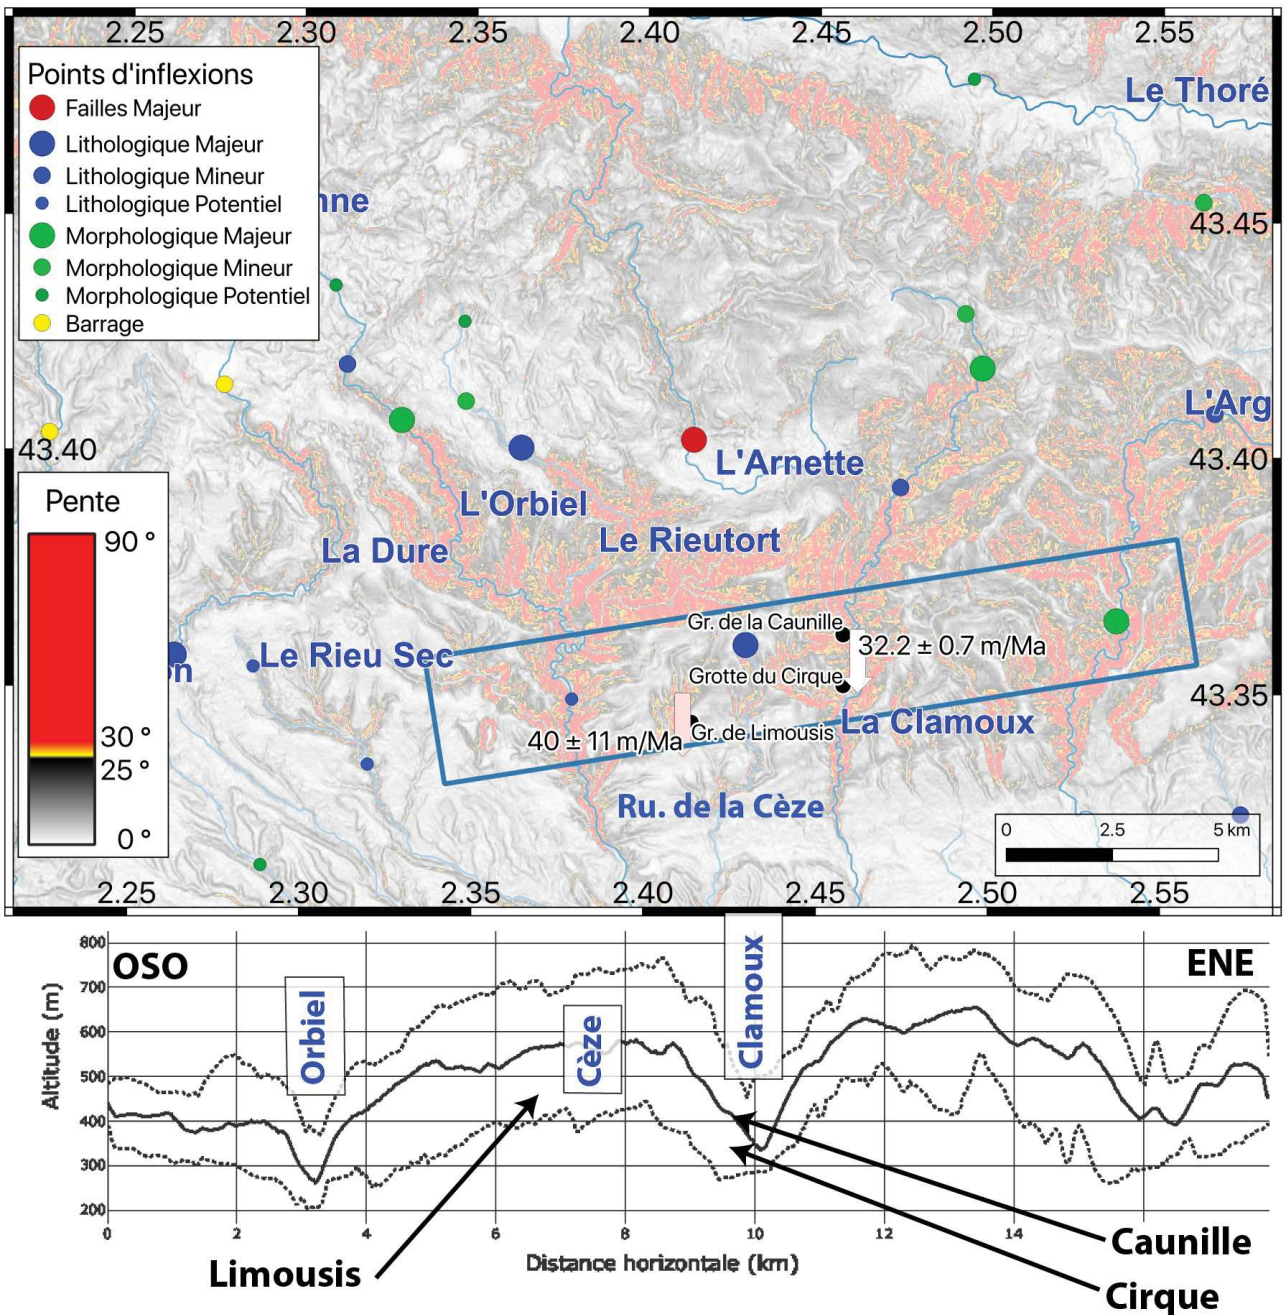 2.25 2.30 2.35 2.40 2.45 2.50 2.55
Points d'inflexions
Failles Majeur
Lithologique Majeur
Lithologique Mineur
Lithologique Potentiel
Morphologique Majeur
Morphologique Mineur
Morphologique Potentiel
Barrage
Le Thoré
nne
43.45
L'Arg
43.40
43.40
L'Arnette
L'Orbiel
Le Rieutort
La Dure
Pente
90 °
30 °
25 °
0 °
Gr. de la Caunille
32.2 ± 0.7 m/Ma
Le Rieu Sec
on
Grotte du Cirque
43.35
La Clamoux
Gr. de Limousis
40 ± 11 m/Ma
Ru. de la Cèze
0 2.5 5 km
2.25 2.30 2.35 2.40 2.45 2.50 2.55
OSO
ENE
Altitude (m)
800
700
600
500
400
300
200
Orbiel
Cèze
Clamoux
0 2 4 6 8 10 12 14
Distance horizontale (km)
Limousis
Caunille
Cirque